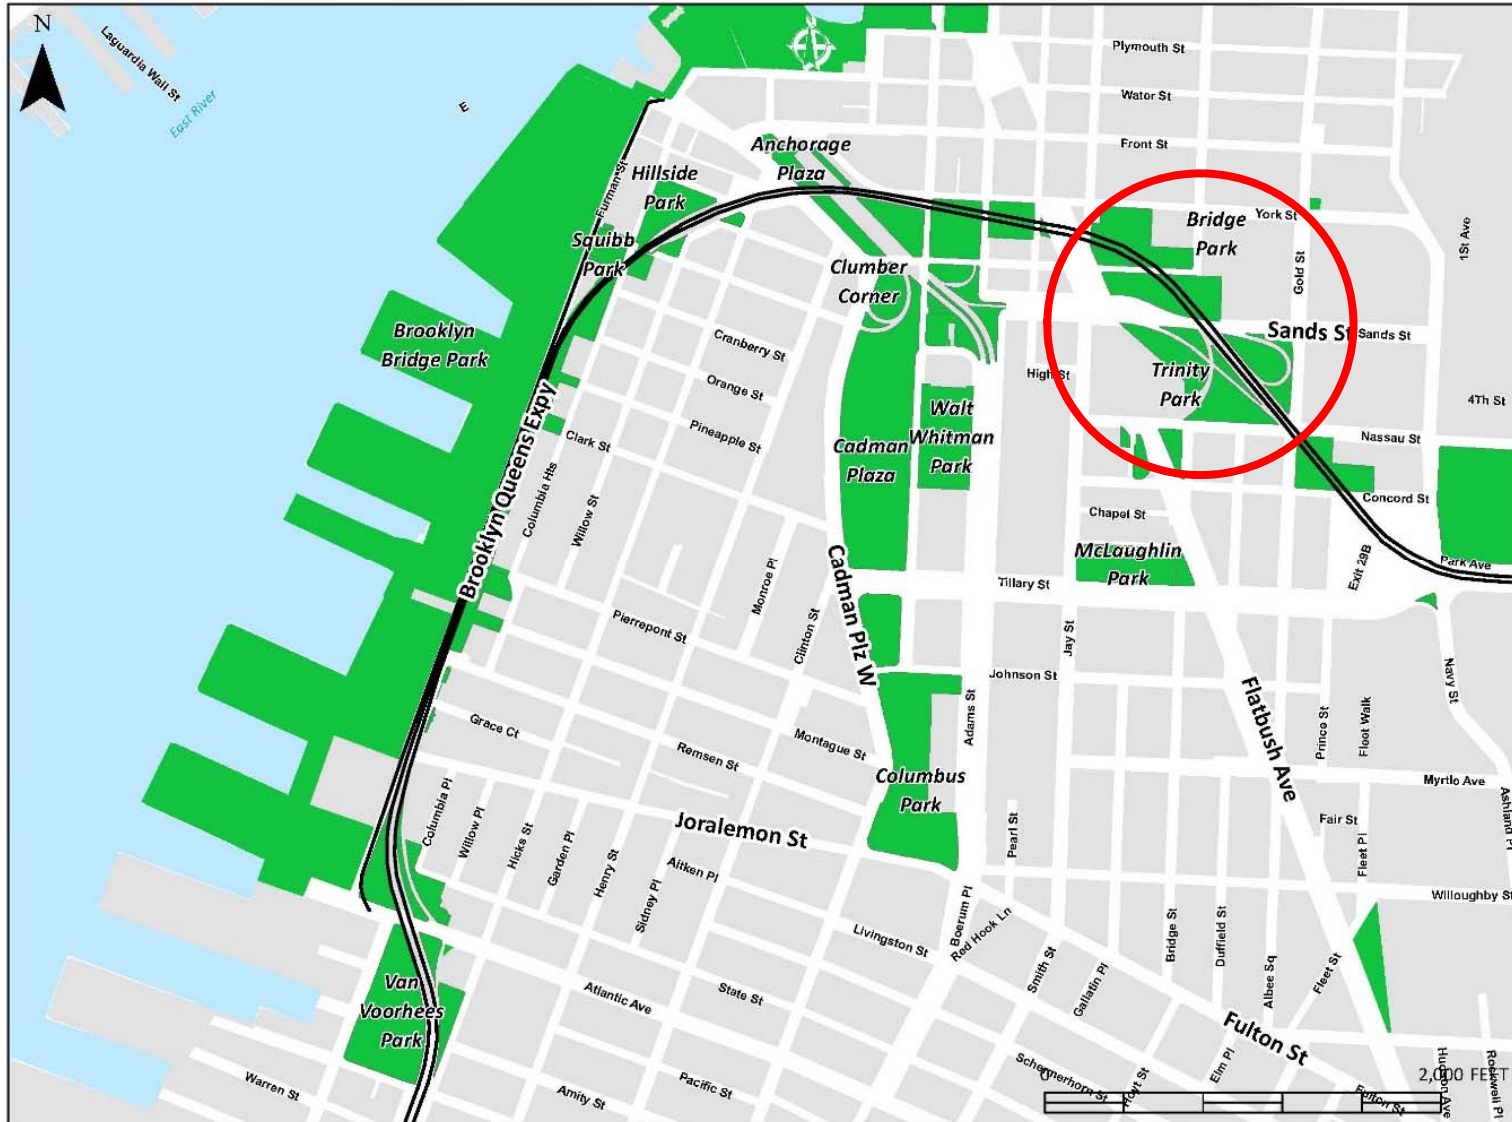 N
Laguardia Wall St
East River
E
Plymouth St
Water St
Front St
Anchorage
Plaza
Hillside
Park
Furman St
York St
Bridge
Park
1St Ave
Squibb
Park
Clumber
Corner
Gold St
Brooklyn
Bridge Park
Sands St
Sands St
Cranberry St
High St
Trinity
Park
Orange St
4Th St
Walt
Whitman
Park
Pineapple St
Clark St
Cadman
Plaza
Nassau St
Brooklyn Queens Expy
Columbia Hts
Willow St
Concord St
Chapel St
McLaughlin
Park
Exit 29B
Park Ave
Tillary St
Monroe Pl
Clinton St
Cadman Plz W
Pierrepont St
Jay St
Johnson St
Navy St
Adams St
Flatbush Ave
Prince St
Fleet Walk
Grace Ct
Remsen St
Montague St
Columbus
Park
Myrtle Ave
Ashland Pl
Columbia Pl
Willow Pl
Hicks St
Garden Pl
Henry St
Sidney Pl
Joralemon St
Aitken Pl
Pearl St
Fair St
Fleet Pl
Willoughby St
Livingston St
Boerum Pl
Red Hook Ln
Smith St
Gallatin Pl
Bridge St
Duffield St
Albee Sq
Fleet St
Van
Voorhees
Park
Atlantic Ave
State St
Fulton St
Warren St
Amity St
Pacific St
Schermerhorn St
Hoyt St
Elm Pl
Fulton St
Hudson Ave
Rockwell Pl
0
2,000 FEET